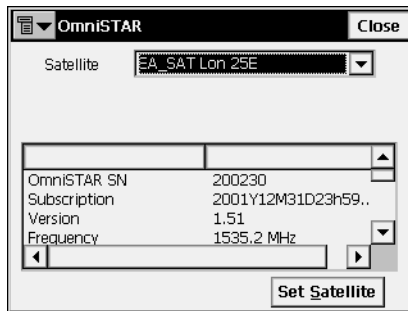 OmniSTAR Close
Satellite EA_SAT Lon 25E
OmniSTAR SN 200230
Subscription 2001Y12M31D23h59..
Version 1.51
Frequency 1535.2 MHz
Set Satellite